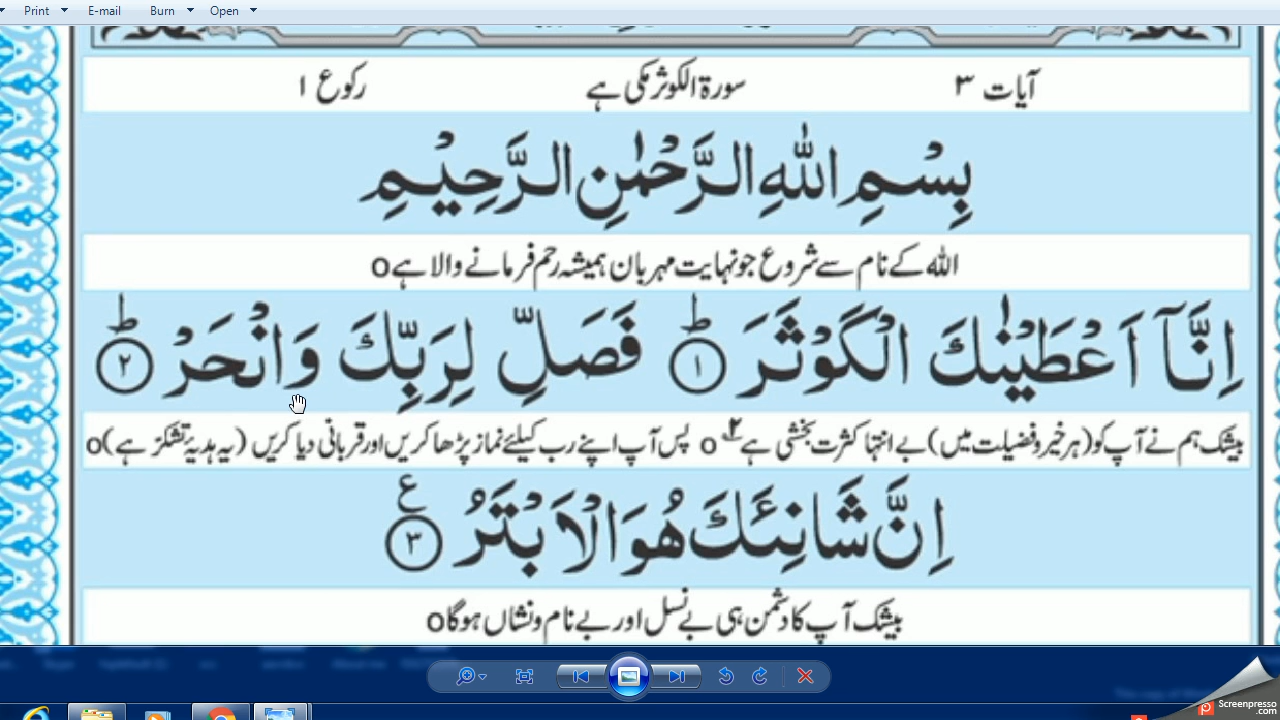 Print E-mail Burn Open
آیات ۳ سورۃ الکوثر مکی ہے رکوع ۱
بِسْمِ اللّٰهِ الرَّحْمٰنِ الرَّحِیْمِ
اللہ کے نام سے شروع جو نہایت مہربان ہمیشہ رحم فرمانے والا ہے o
اِنَّاۤ اَعْطَیْنٰكَ الْكَوْثَرَ ؕ ﴿۱﴾ فَصَلِّ لِرَبِّكَ وَانْحَرْ ؕ ﴿۲﴾
بیشک ہم نے آپ کو (ہر خیر و فضیلت میں) بے انتہا کثرت بخشی ہے o پس آپ اپنے رب کیلئے نماز پڑھا کریں اور قربانی دیا کریں (یہ ہدیۂ تشکّر ہے) o
اِنَّ شَانِئَكَ هُوَ الْاَبْتَرُ ﴿۳﴾ ع
بیشک آپ کا دشمن ہی بے نسل اور بے نام و نشاں ہوگا o
Screenpresso
.com